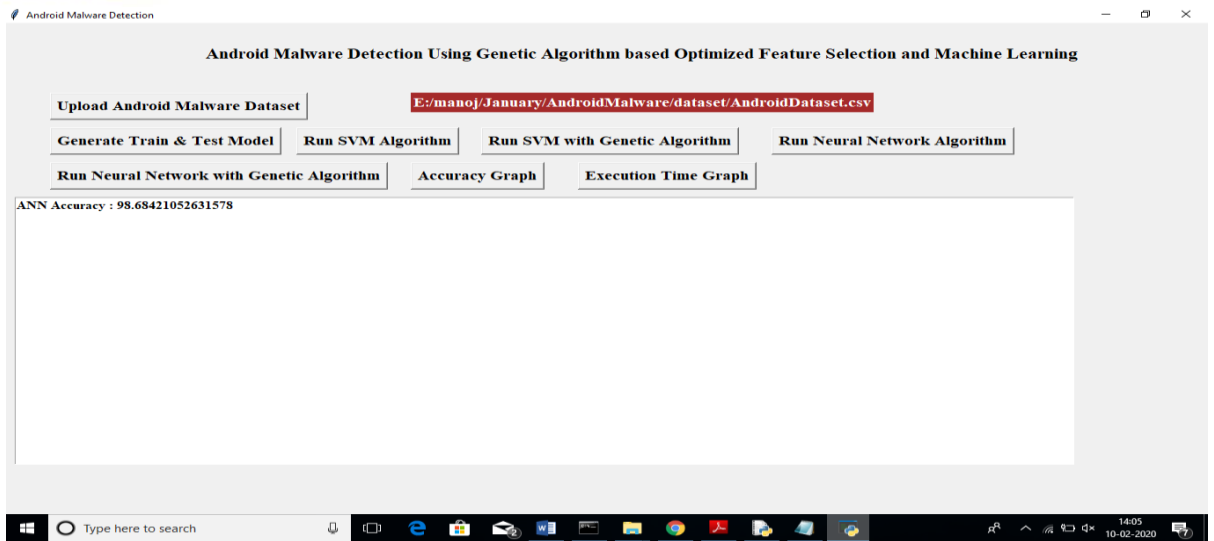 Android Malware Detection
Android Malware Detection Using Genetic Algorithm based Optimized Feature Selection and Machine Learning
Upload Android Malware Dataset
E:/manoj/January/AndroidMalware/dataset/AndroidDataset.csv
Generate Train & Test Model
Run SVM Algorithm
Run SVM with Genetic Algorithm
Run Neural Network Algorithm
Run Neural Network with Genetic Algorithm
Accuracy Graph
Execution Time Graph
ANN Accuracy : 98.68421052631578
Type here to search
14:05
10-02-2020